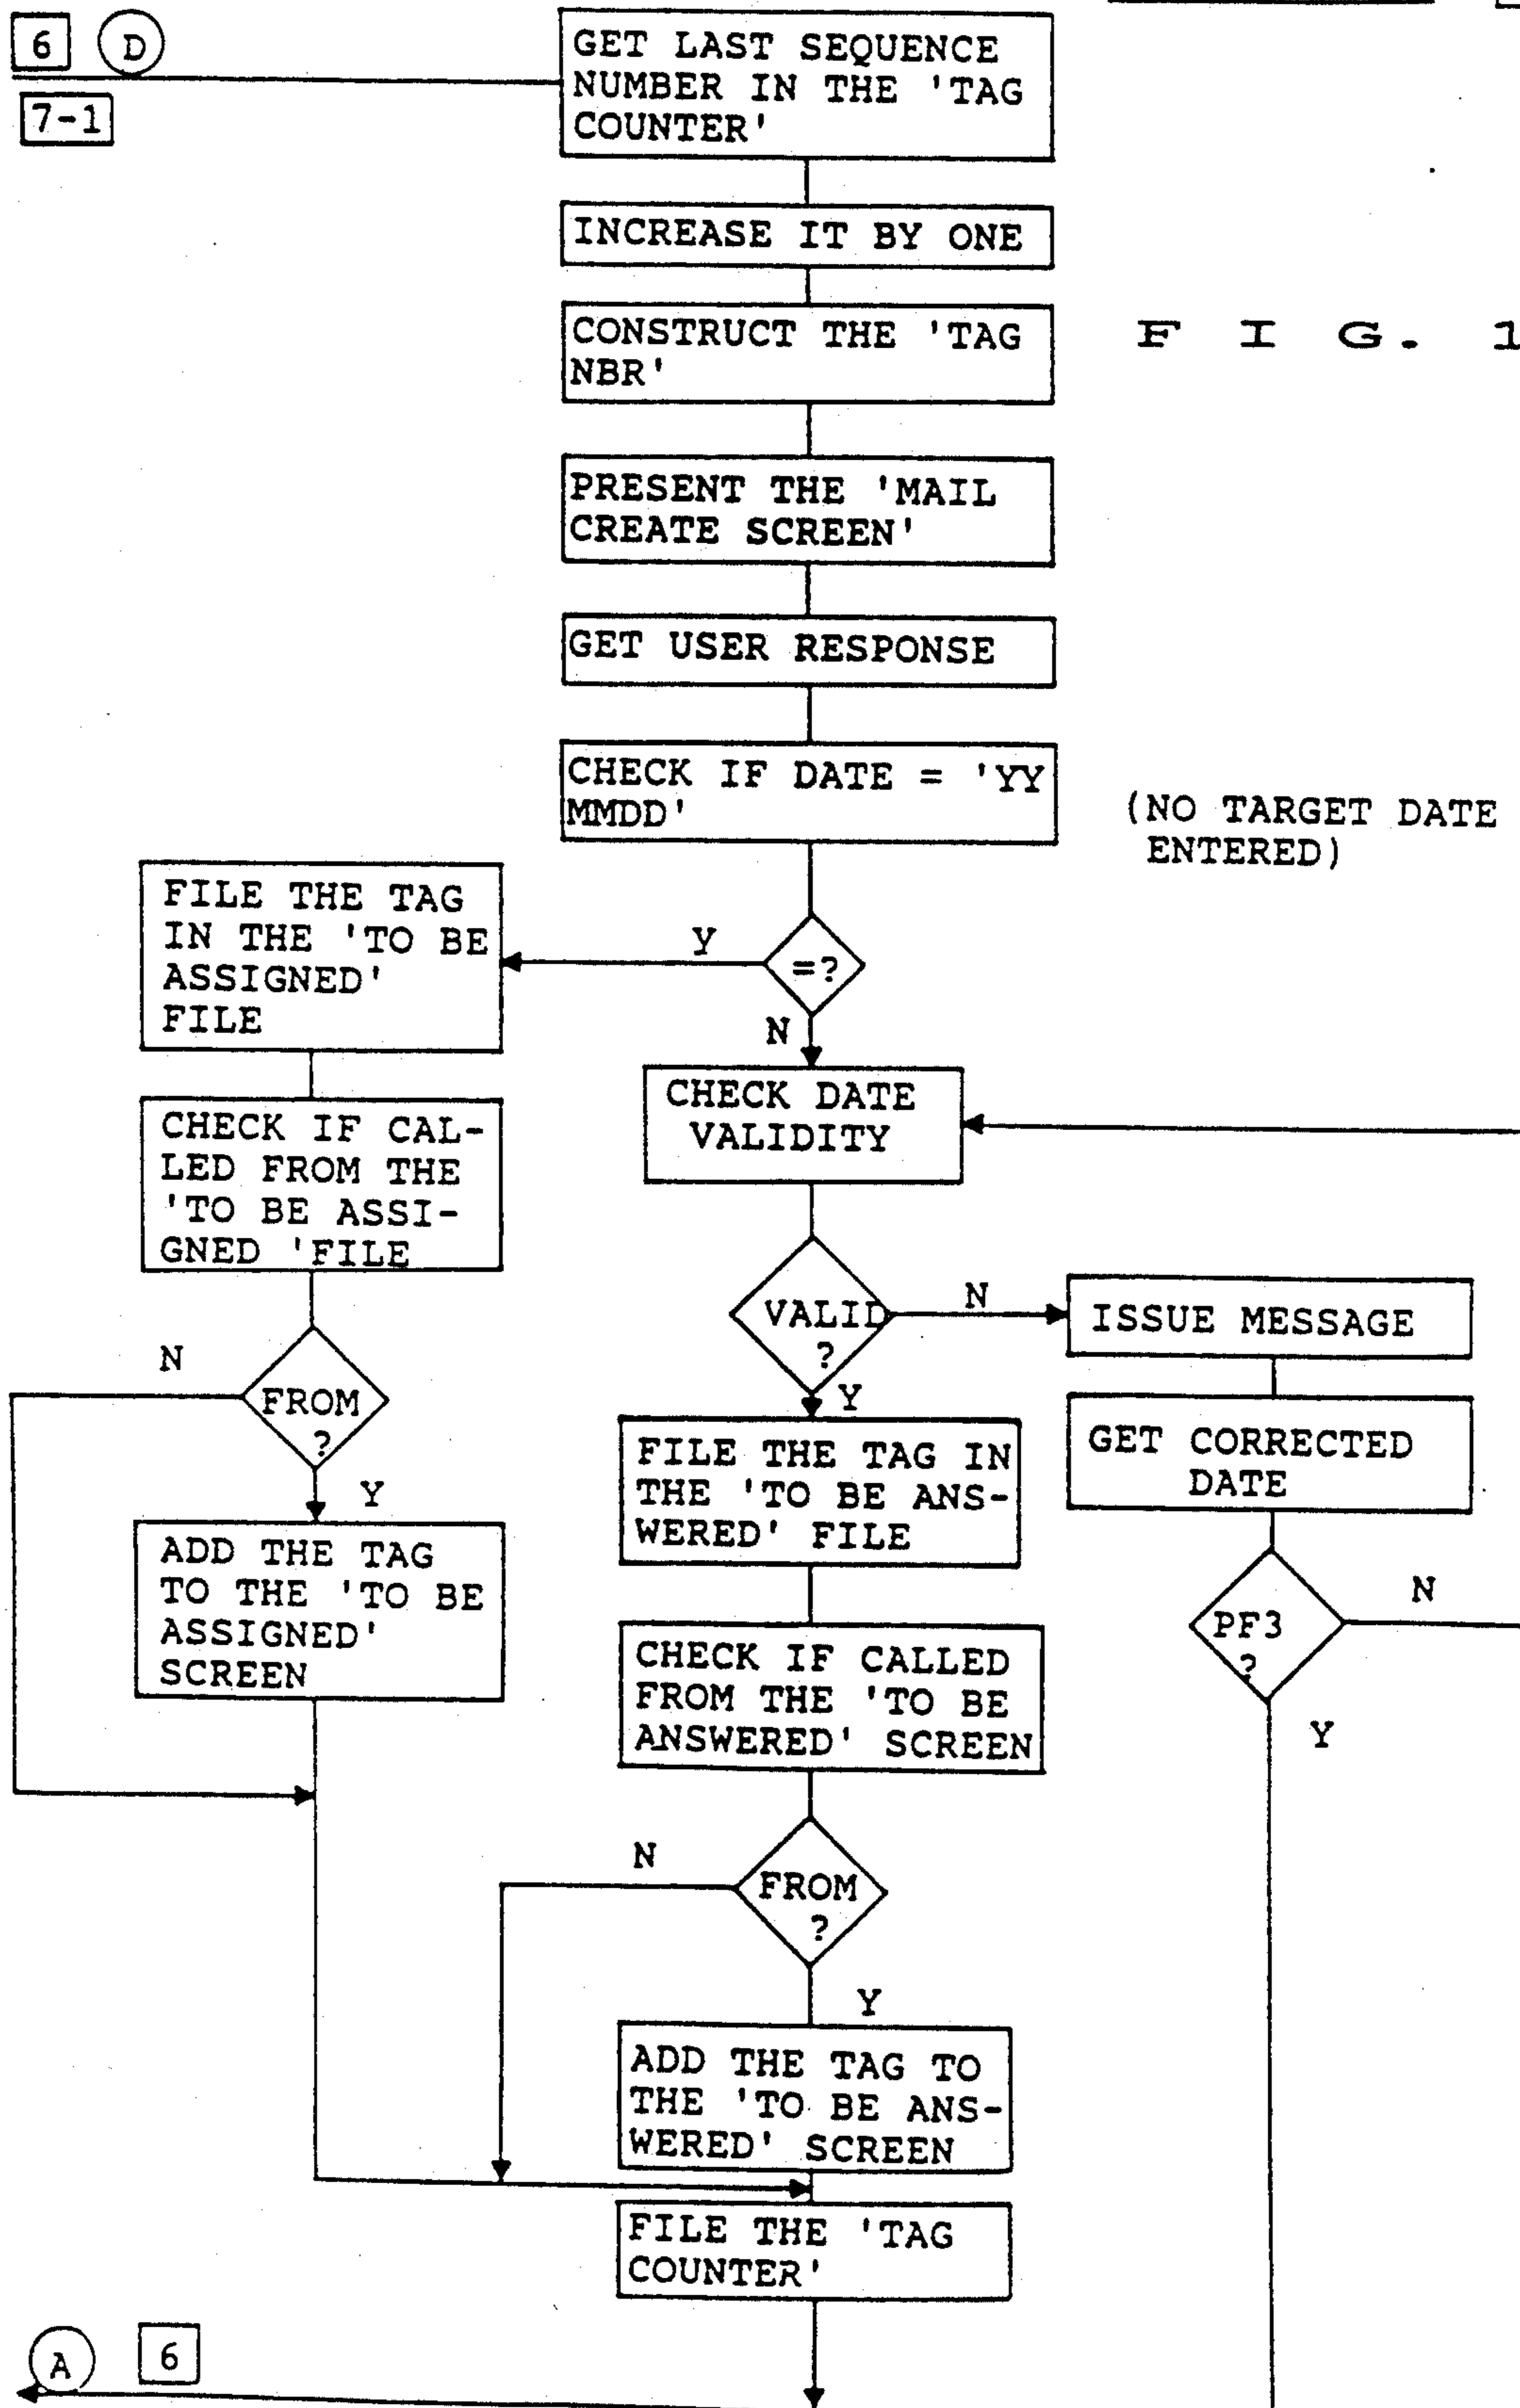 6 D
7-1
GET LAST SEQUENCE
NUMBER IN THE 'TAG
COUNTER'
INCREASE IT BY ONE
CONSTRUCT THE 'TAG
NBR'
F I G. 1
PRESENT THE 'MAIL
CREATE SCREEN'
GET USER RESPONSE
CHECK IF DATE = 'YY
MMDD'
(NO TARGET DATE
ENTERED)
=?
Y
N
FILE THE TAG
IN THE 'TO BE
ASSIGNED'
FILE
CHECK IF CAL-
LED FROM THE
'TO BE ASSI-
GNED 'FILE
FROM
?
N
Y
ADD THE TAG
TO THE 'TO BE
ASSIGNED'
SCREEN
CHECK DATE
VALIDITY
VALID
?
N
Y
ISSUE MESSAGE
GET CORRECTED
DATE
PF3
?
N
Y
FILE THE TAG IN
THE 'TO BE ANS-
WERED' FILE
CHECK IF CALLED
FROM THE 'TO BE
ANSWERED' SCREEN
FROM
?
N
Y
ADD THE TAG TO
THE 'TO BE ANS-
WERED' SCREEN
FILE THE 'TAG
COUNTER'
A 6